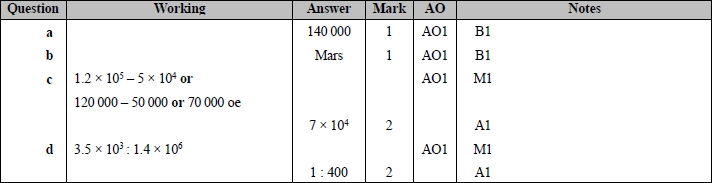 Question Working Answer Mark AO Notes
a 140 000 1 AO1 B1
b Mars 1 AO1 B1
c 1.2 × 10⁵ – 5 × 10⁴ or AO1 M1
120 000 – 50 000 or 70 000 oe
7 × 10⁴ 2 A1
d 3.5 × 10³ : 1.4 × 10⁶ AO1 M1
1 : 400 2 A1